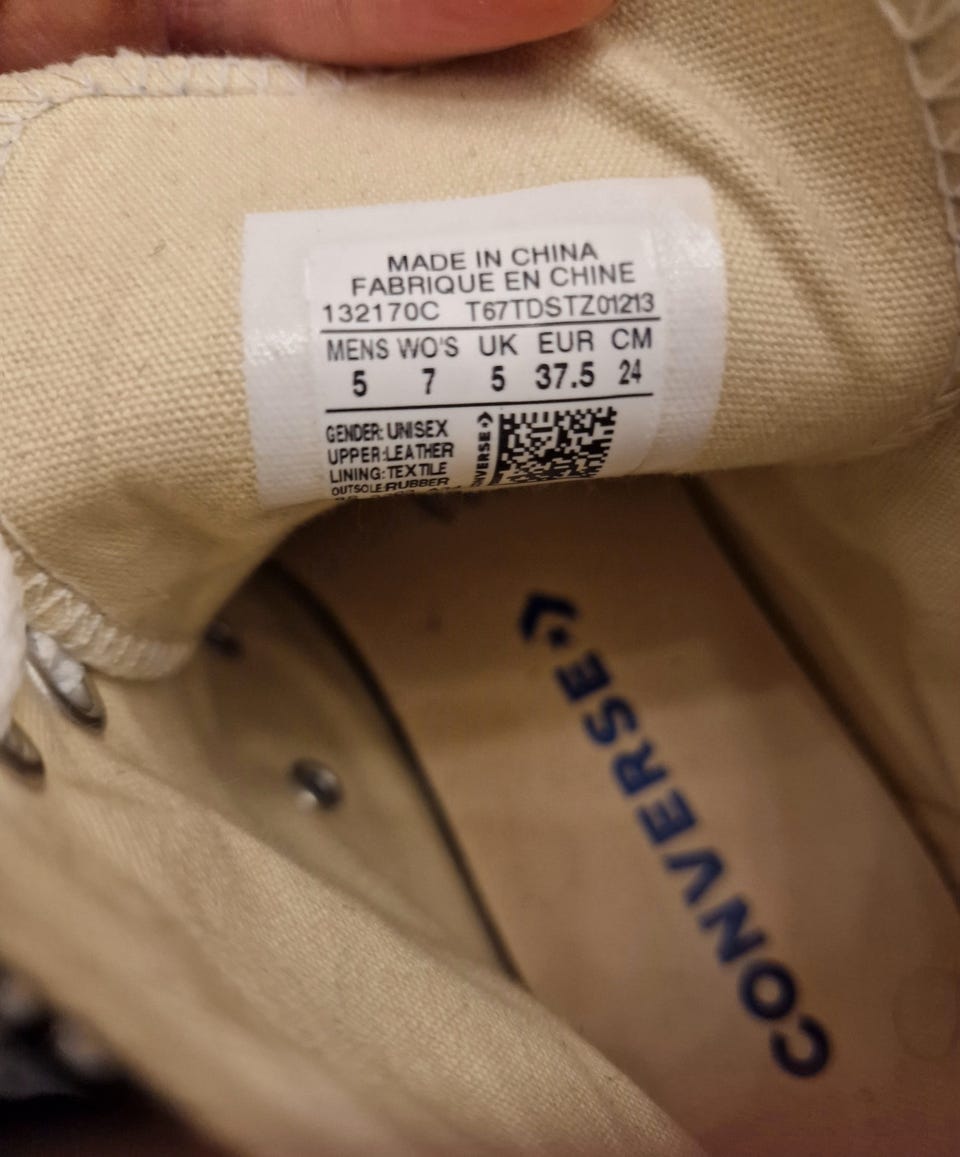 MADE IN CHINA
FABRIQUE EN CHINE
132170C T67TDSTZ01213
MENS WO'S UK EUR CM
5 7 5 37.5 24
GENDER: UNISEX
UPPER:LEATHER
LINING:TEXTILE
OUTSOLE:RUBBER
CONVERSE